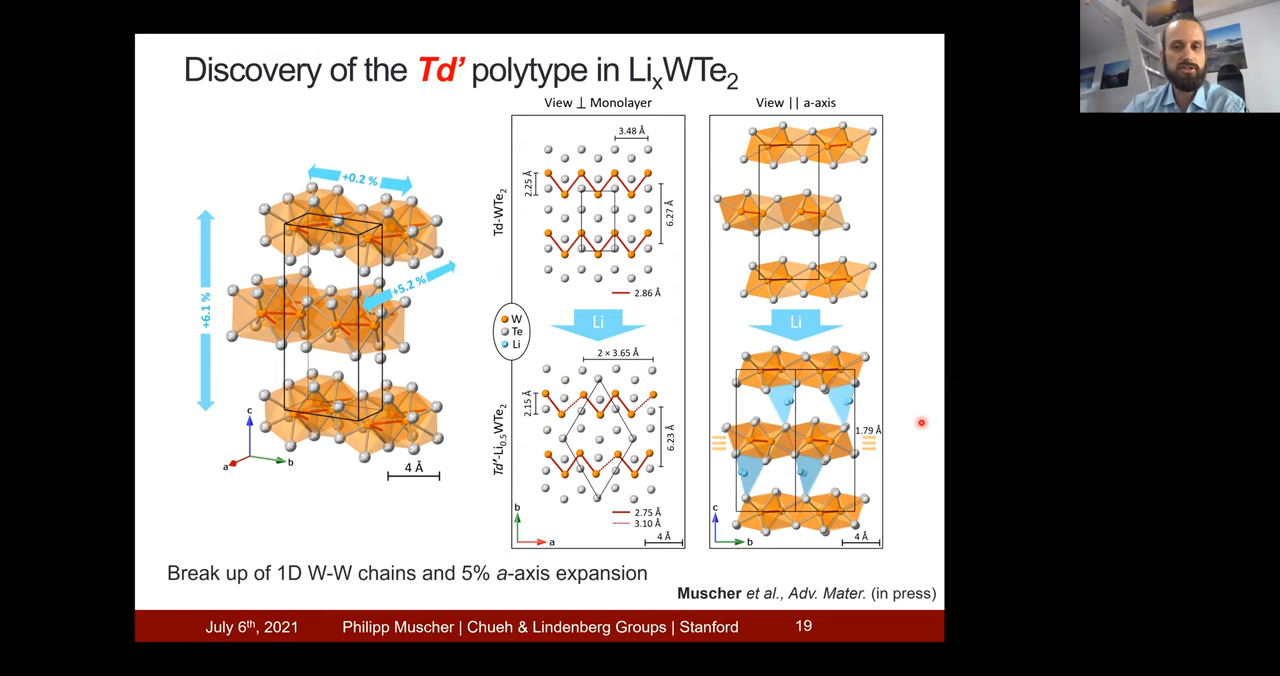 Discovery of the Td’ polytype in LixWTe2
View ⊥ Monolayer
View || a-axis
+0.2 %
+5.2 %
+6.1 %
c
a
b
4 Å
Td-WTe2
3.48 Å
2.25 Å
6.27 Å
2.86 Å
W
Te
Li
Li
Li
Td’-Li0.5WTe2
2 × 3.65 Å
2.15 Å
6.23 Å
2.75 Å
3.10 Å
b
a
4 Å
1.79 Å
c
b
4 Å
Break up of 1D W-W chains and 5% a-axis expansion
Muscher et al., Adv. Mater. (in press)
July 6th, 2021 Philipp Muscher | Chueh & Lindenberg Groups | Stanford 19